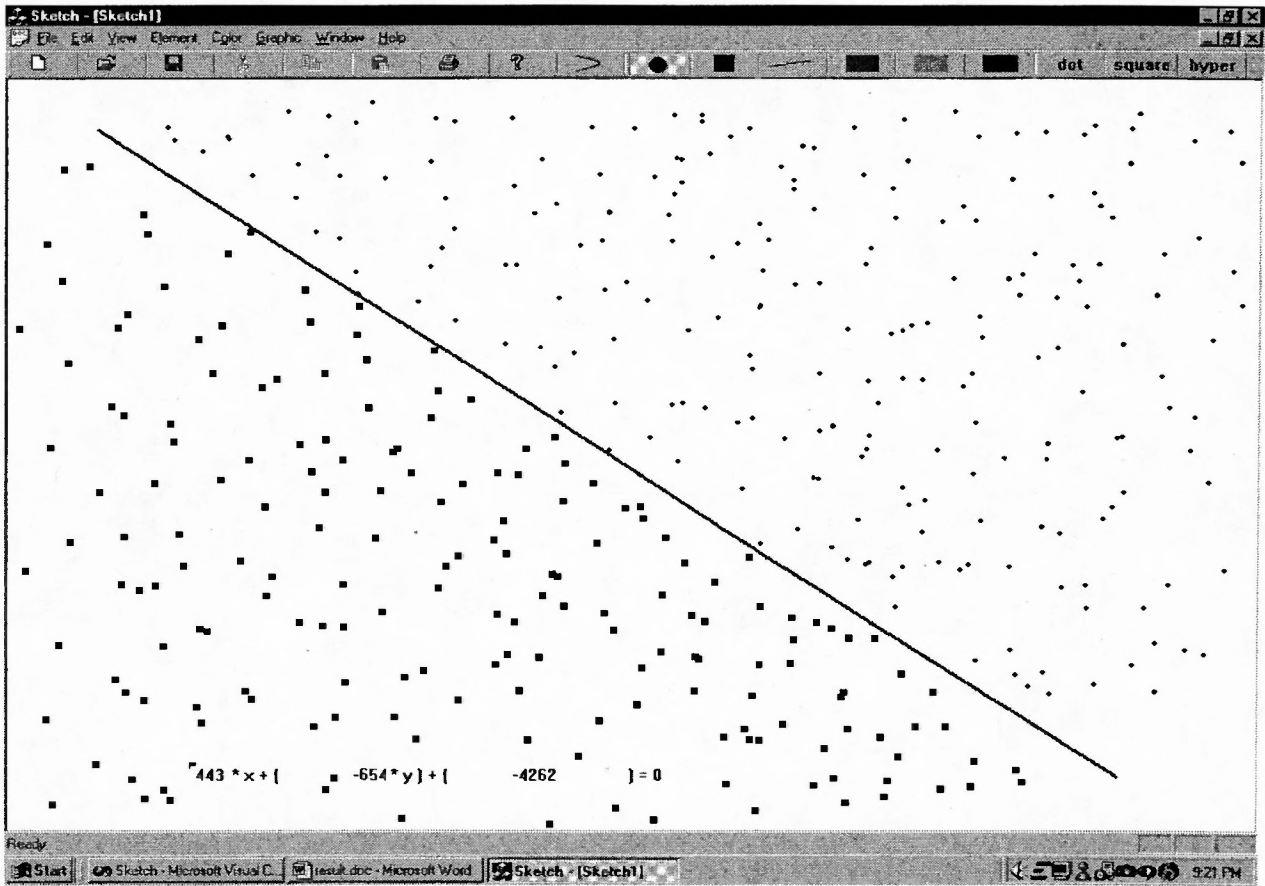 Sketch - [Sketch1]
File Edit View Element Color Graphic Window Help
dot square hyper
443 * x + ( -654 * y ) + ( -4262 ) = 0
Ready
Start Sketch - Microsoft Visual C... result.doc - Microsoft Word Sketch - [Sketch1] 9:21 PM